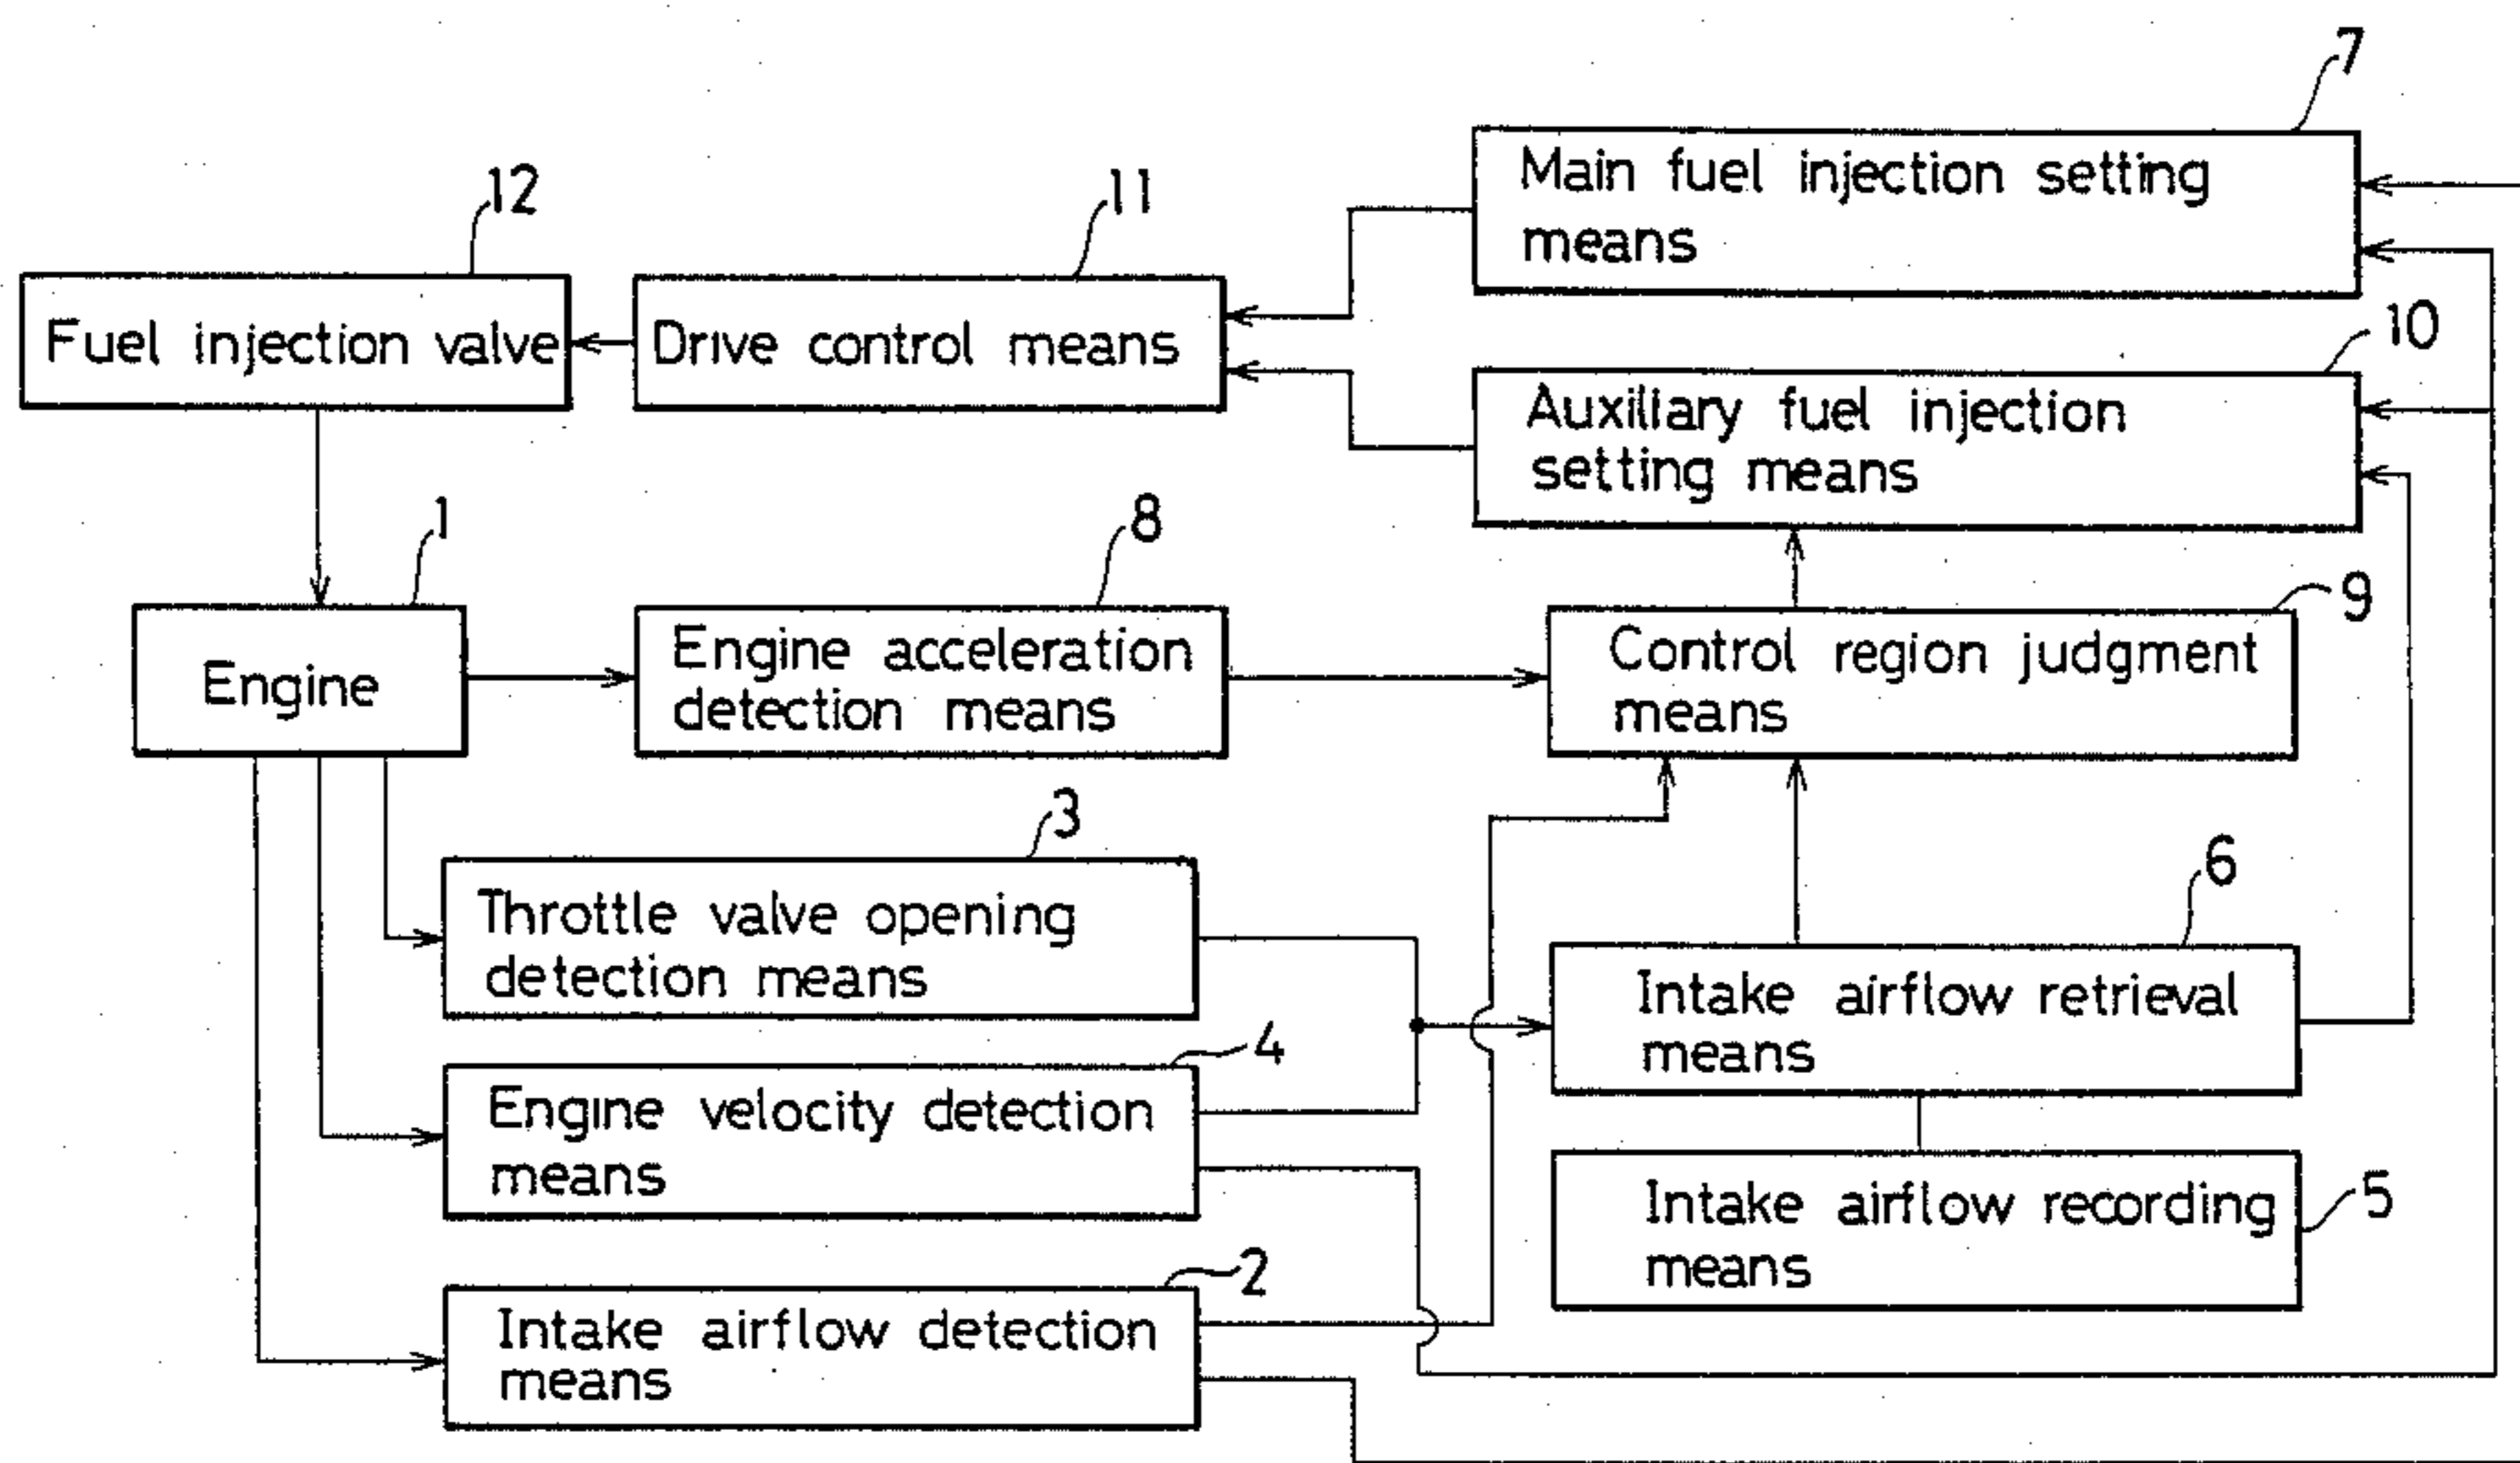 7
Main fuel injection setting
means
12
11
Fuel injection valve
Drive control means
10
Auxiliary fuel injection
setting means
1
8
9
Engine
Engine acceleration
detection means
Control region judgment
means
3
Throttle valve opening
detection means
6
Intake airflow retrieval
means
4
Engine velocity detection
means
5
Intake airflow recording
means
2
Intake airflow detection
means